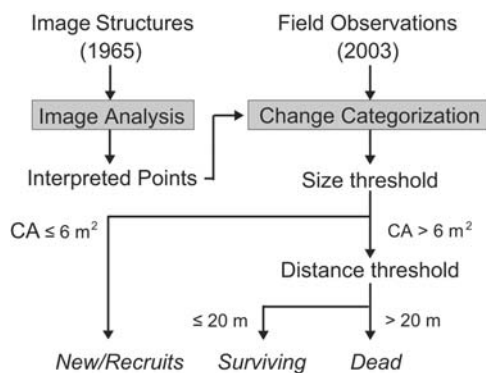 Image Structures
(1965)
Field Observations
(2003)
Image Analysis
Change Categorization
Interpreted Points
Size threshold
CA ≤ 6 m²
CA > 6 m²
Distance threshold
≤ 20 m
> 20 m
New/Recruits
Surviving
Dead